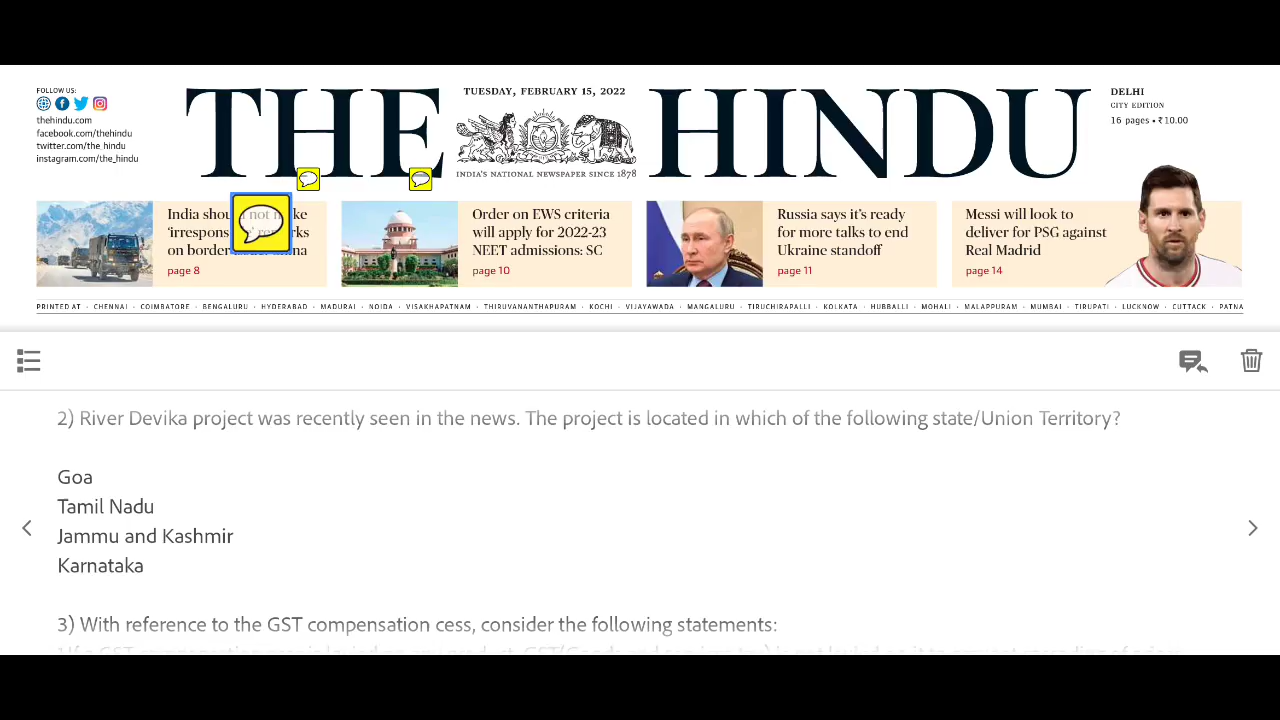 FOLLOW US:
thehindu.com
facebook.com/thehindu
twitter.com/the_hindu
instagram.com/the_hindu
THE HINDU
TUESDAY, FEBRUARY 15, 2022
INDIA'S NATIONAL NEWSPAPER SINCE 1878
DELHI
CITY EDITION
16 pages • ₹10.00
India should not make
on border
page 8
Order on EWS criteria
will apply for 2022-23
NEET admissions: SC
page 10
Russia says it's ready
for more talks to end
Ukraine standoff
page 11
Messi will look to
deliver for PSG against
Real Madrid
page 14
PRINTED AT • CHENNAI • COIMBATORE • BENGALURU • HYDERABAD • MADURAI • NOIDA • VISAKHAPATNAM • THIRUVANANTHAPURAM • KOCHI • VIJAYAWADA • MANGALURU • TIRUCHIRAPALLI • KOLKATA • HUBBALLI • MOHALI • MALAPPURAM • MUMBAI • TIRUPATI • LUCKNOW • CUTTACK • PATNA
2) River Devika project was recently seen in the news. The project is located in which of the following state/Union Territory?
Goa
Tamil Nadu
Jammu and Kashmir
Karnataka
3) With reference to the GST compensation cess, consider the following statements: